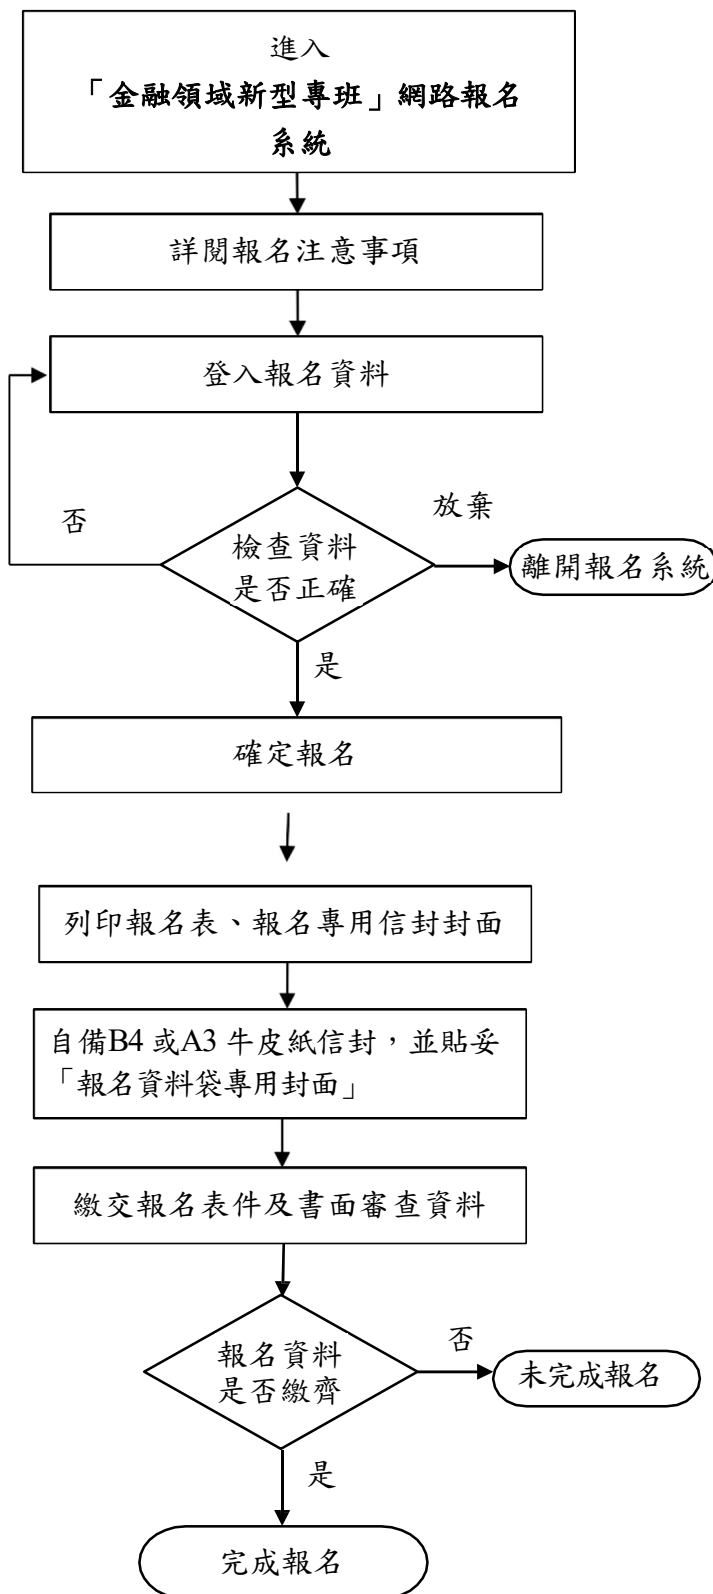 進入
「金融領域新型專班」網路報名
系統
詳閱報名注意事項
登入報名資料
否
放棄
檢查資料
是否正確
離開報名系統
是
確定報名
列印報名表、報名專用信封封面
自備B4 或A3 牛皮紙信封，並貼妥
「報名資料袋專用封面」
繳交報名表件及書面審查資料
報名資料
是否繳齊
否
未完成報名
是
完成報名